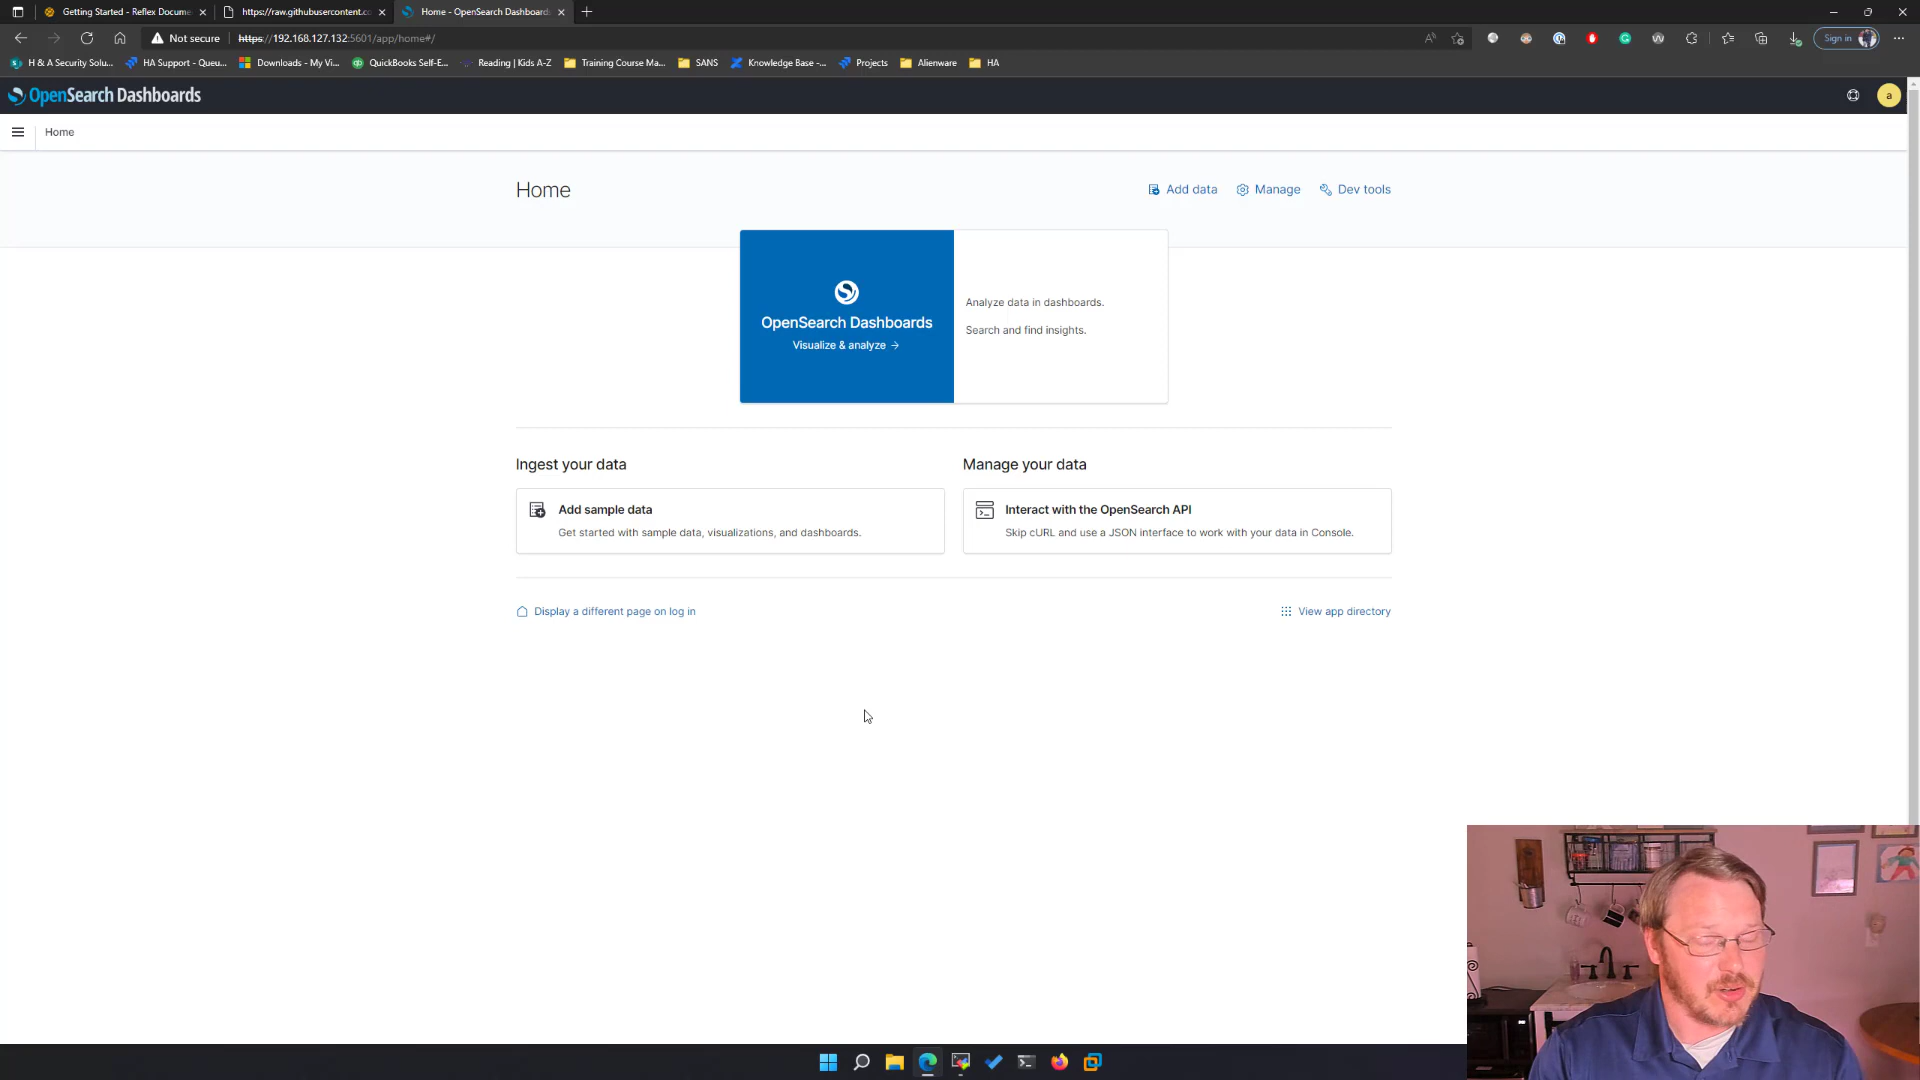 Getting Started - Reflex Docume
https://raw.githubusercontent.co
Home - OpenSearch Dashboards
Not secure
https://192.168.127.132:5601/app/home#/
Sign in
H & A Security Solu...
HA Support - Queu...
Downloads - My Vi...
QuickBooks Self-E...
Reading | Kids A-Z
Training Course Ma...
SANS
Knowledge Base -...
Projects
Alienware
HA
OpenSearch Dashboards
a
Home
Home
Add data
Manage
Dev tools
OpenSearch Dashboards
Visualize & analyze →
Analyze data in dashboards.
Search and find insights.
Ingest your data
Manage your data
Add sample data
Get started with sample data, visualizations, and dashboards.
Interact with the OpenSearch API
Skip cURL and use a JSON interface to work with your data in Console.
Display a different page on log in
View app directory